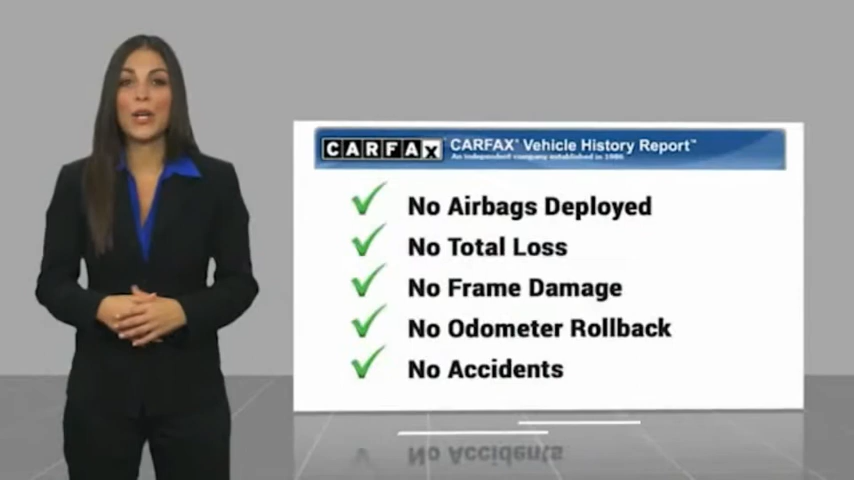 CARFAX CARFAX® Vehicle History Report™
An independent company established in 1986
No Airbags Deployed
No Total Loss
No Frame Damage
No Odometer Rollback
No Accidents
No Accidents